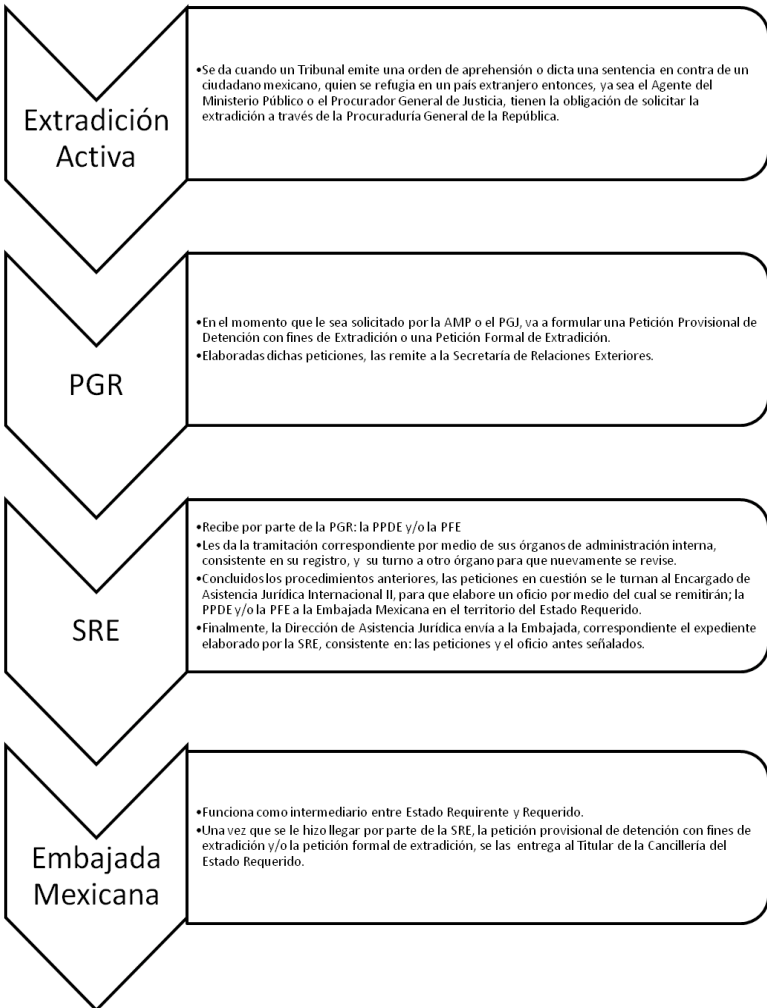 Extradición
Activa
•Se da cuando un Tribunal emite una orden de aprehensión o dicta una sentencia en contra de un
ciudadano mexicano, quien se refugia en un país extranjero entonces, ya sea el Agente del
Ministerio Público o el Procurador General de Justicia, tienen la obligación de solicitar la
extradición a través de la Procuraduría General de la República.
PGR
•En el momento que le sea solicitado por la AMP o el PGJ, va a formular una Petición Provisional de
Detención con fines de Extradición o una Petición Formal de Extradición.
•Elaboradas dichas peticiones, las remite a la Secretaría de Relaciones Exteriores.
SRE
•Recibe por parte de la PGR: la PPDE y/o la PFE
•Les da la tramitación correspondiente por medio de sus órganos de administración interna,
consistente en su registro, y su turno a otro órgano para que nuevamente se revise.
•Concluidos los procedimientos anteriores, las peticiones en cuestión se le turnan al Encargado de
Asistencia Jurídica Internacional II, para que elabore un oficio por medio del cual se remitirán; la
PPDE y/o la PFE a la Embajada Mexicana en el territorio del Estado Requerido.
•Finalmente, la Dirección de Asistencia Jurídica envía a la Embajada, correspondiente el expediente
elaborado por la SRE, consistente en: las peticiones y el oficio antes señalados.
Embajada
Mexicana
•Funciona como intermediario entre Estado Requirente y Requerido.
•Una vez que se le hizo llegar por parte de la SRE, la petición provisional de detención con fines de
extradición y/o la petición formal de extradición, se las entrega al Titular de la Cancillería del
Estado Requerido.